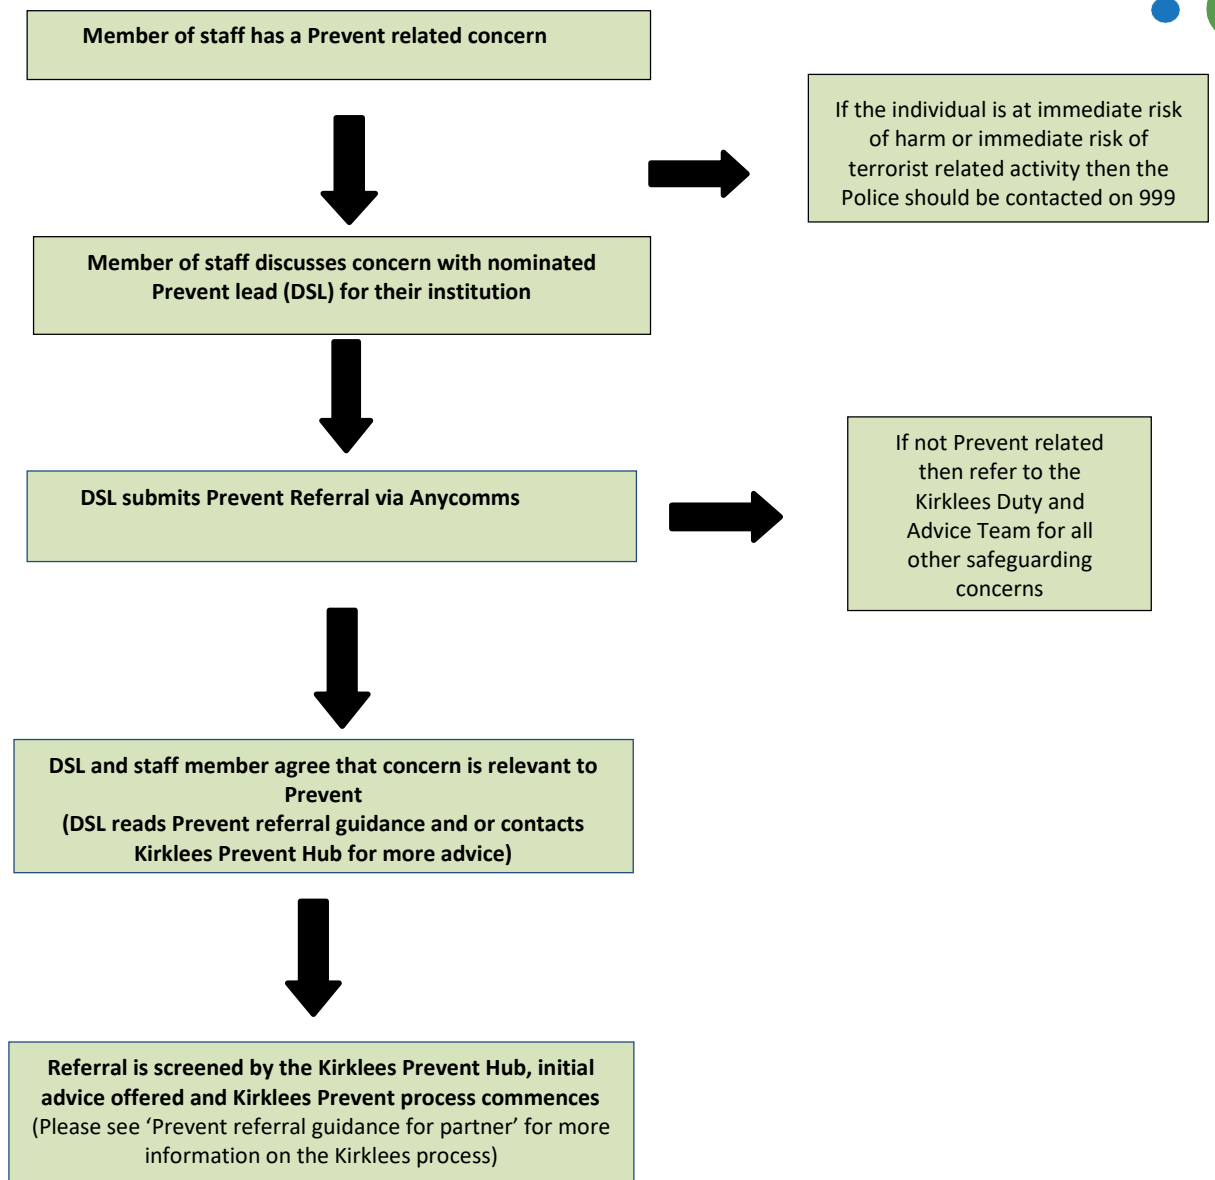 Member of staff has a Prevent related concern
If the individual is at immediate risk
of harm or immediate risk of
terrorist related activity then the
Police should be contacted on 999
Member of staff discusses concern with nominated
Prevent lead (DSL) for their institution
DSL submits Prevent Referral via Anycomms
If not Prevent related
then refer to the
Kirklees Duty and
Advice Team for all
other safeguarding
concerns
DSL and staff member agree that concern is relevant to
Prevent
(DSL reads Prevent referral guidance and or contacts
Kirklees Prevent Hub for more advice)
Referral is screened by the Kirklees Prevent Hub, initial
advice offered and Kirklees Prevent process commences
(Please see ‘Prevent referral guidance for partner’ for more
information on the Kirklees process)